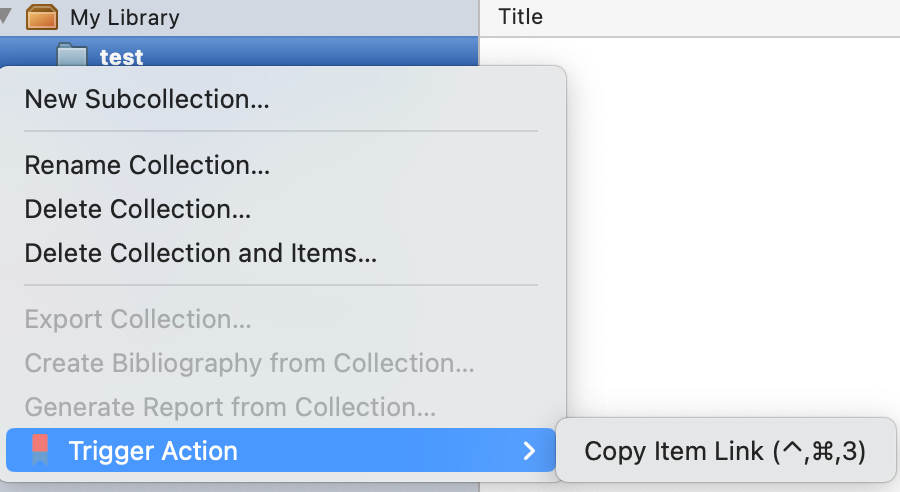 My Library
Title
test
New Subcollection...
Rename Collection...
Delete Collection...
Delete Collection and Items...
Export Collection...
Create Bibliography from Collection...
Generate Report from Collection...
Trigger Action
Copy Item Link (^,⌘,3)